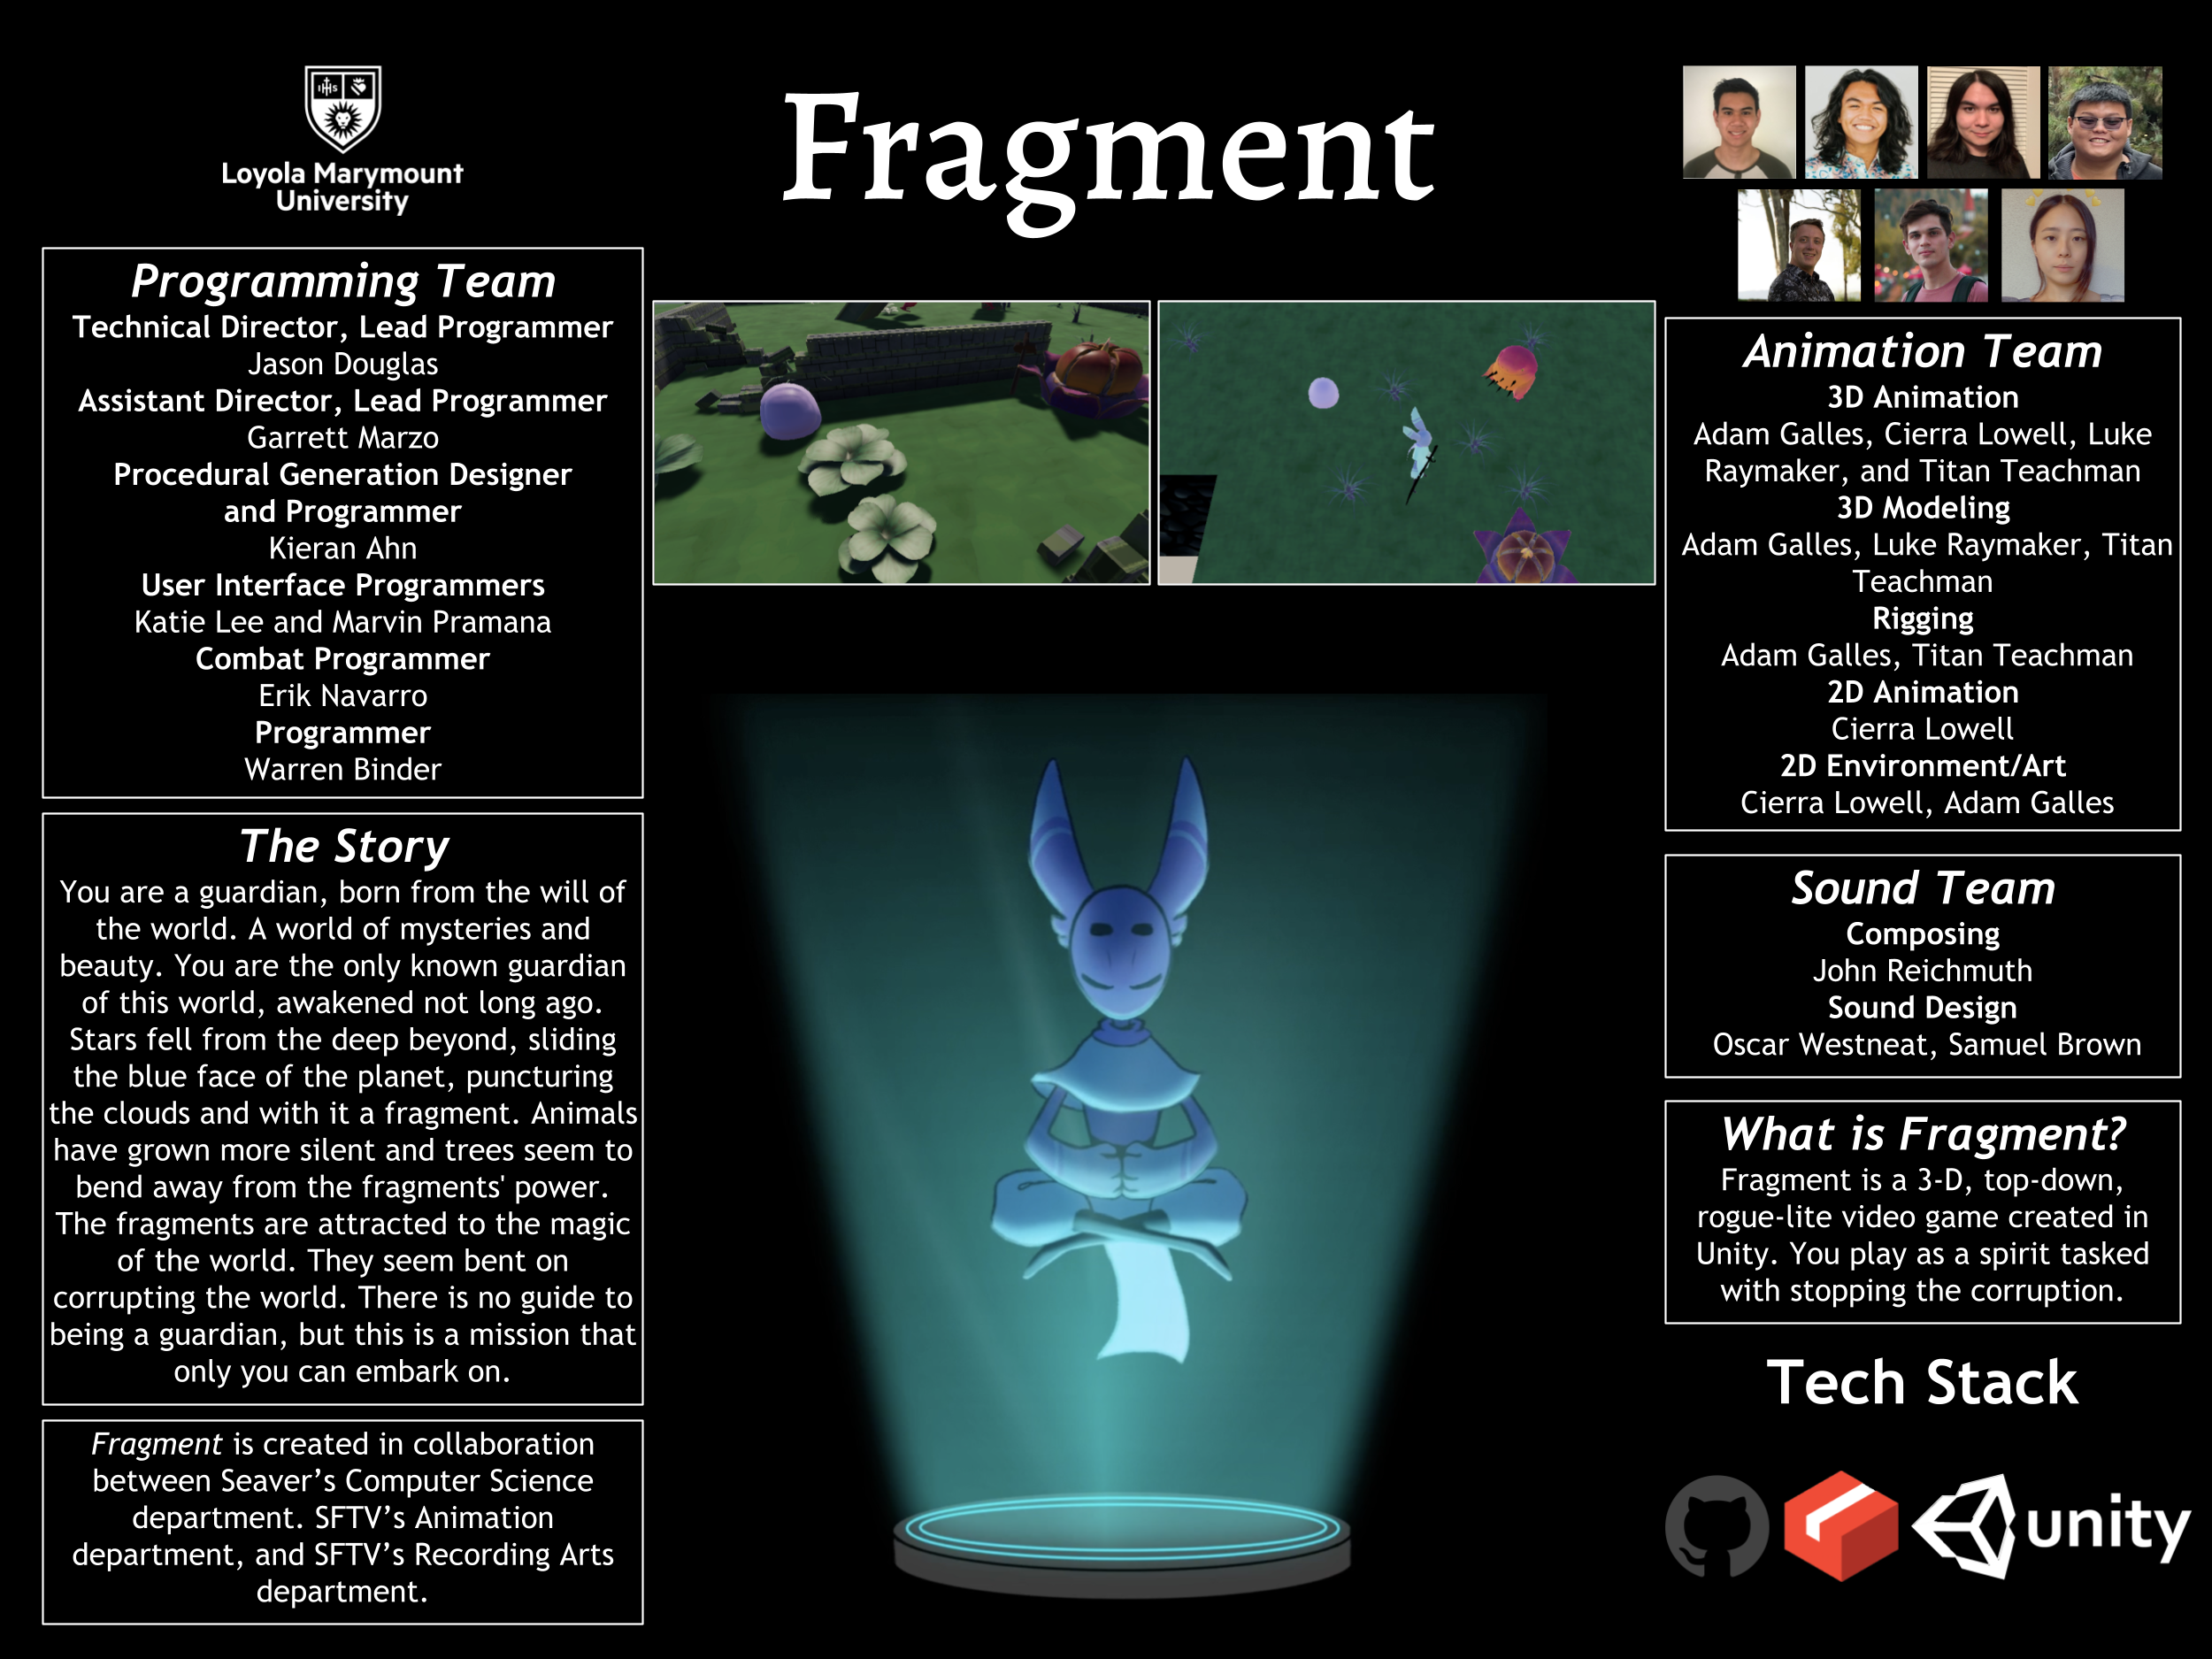 IHS
Loyola Marymount
University
Fragment
Programming Team
Technical Director, Lead Programmer
Jason Douglas
Assistant Director, Lead Programmer
Garrett Marzo
Procedural Generation Designer
and Programmer
Kieran Ahn
User Interface Programmers
Katie Lee and Marvin Pramana
Combat Programmer
Erik Navarro
Programmer
Warren Binder
The Story
You are a guardian, born from the will of
the world. A world of mysteries and
beauty. You are the only known guardian
of this world, awakened not long ago.
Stars fell from the deep beyond, sliding
the blue face of the planet, puncturing
the clouds and with it a fragment. Animals
have grown more silent and trees seem to
bend away from the fragments' power.
The fragments are attracted to the magic
of the world. They seem bent on
corrupting the world. There is no guide to
being a guardian, but this is a mission that
only you can embark on.
Fragment is created in collaboration
between Seaver’s Computer Science
department. SFTV’s Animation
department, and SFTV’s Recording Arts
department.
Animation Team
3D Animation
Adam Galles, Cierra Lowell, Luke
Raymaker, and Titan Teachman
3D Modeling
Adam Galles, Luke Raymaker, Titan
Teachman
Rigging
Adam Galles, Titan Teachman
2D Animation
Cierra Lowell
2D Environment/Art
Cierra Lowell, Adam Galles
Sound Team
Composing
John Reichmuth
Sound Design
Oscar Westneat, Samuel Brown
What is Fragment?
Fragment is a 3-D, top-down,
rogue-lite video game created in
Unity. You play as a spirit tasked
with stopping the corruption.
Tech Stack
unity